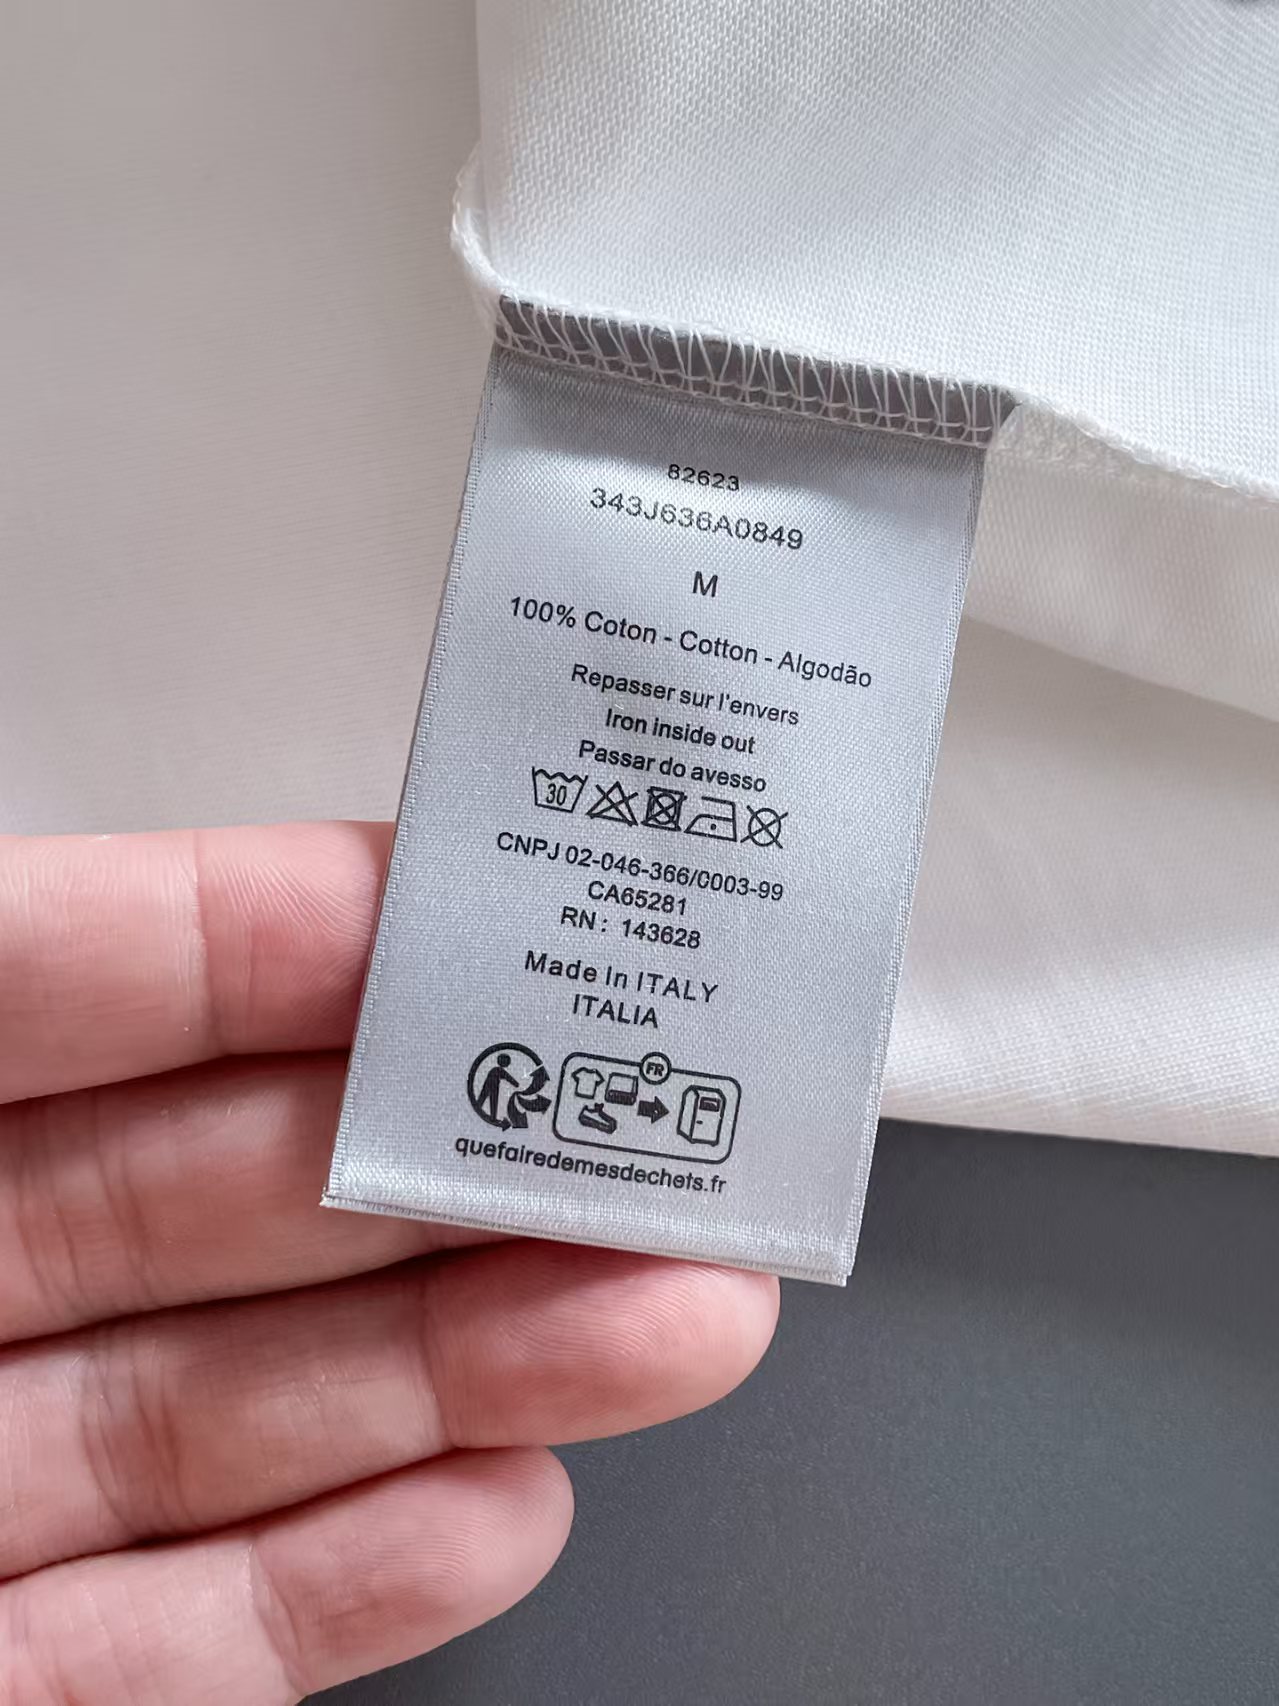 82623
343J636A0849
M
100% Coton - Cotton - Algodão
Repasser sur l'envers
Iron inside out
Passar do avesso
30
CNPJ 02-046-366/0003-99
CA65281
RN : 143628
Made In ITALY
ITALIA
FR
quefairedemesdechets.fr